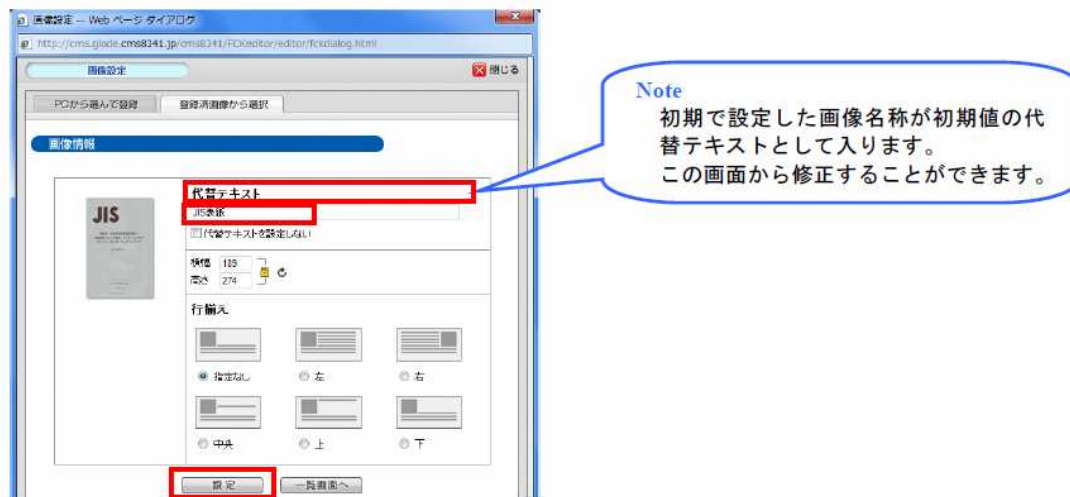 画像設定 -- Web ページ ダイアログ
http://cms.glode.cms8341.jp/cms8341/FCKeditor/editor/fckdialog.html
画像設定
閉じる
PCから選んで登録
登録済画像から選択
画像情報
JIS
代替テキスト
JIS表紙
代替テキストを設定しない
横幅 189
高さ 274
行揃え
指定なし
左
右
中央
上
下
設定
一覧画面へ
Note
初期で設定した画像名称が初期値の代
替テキストとして入ります。
この画面から修正することができます。